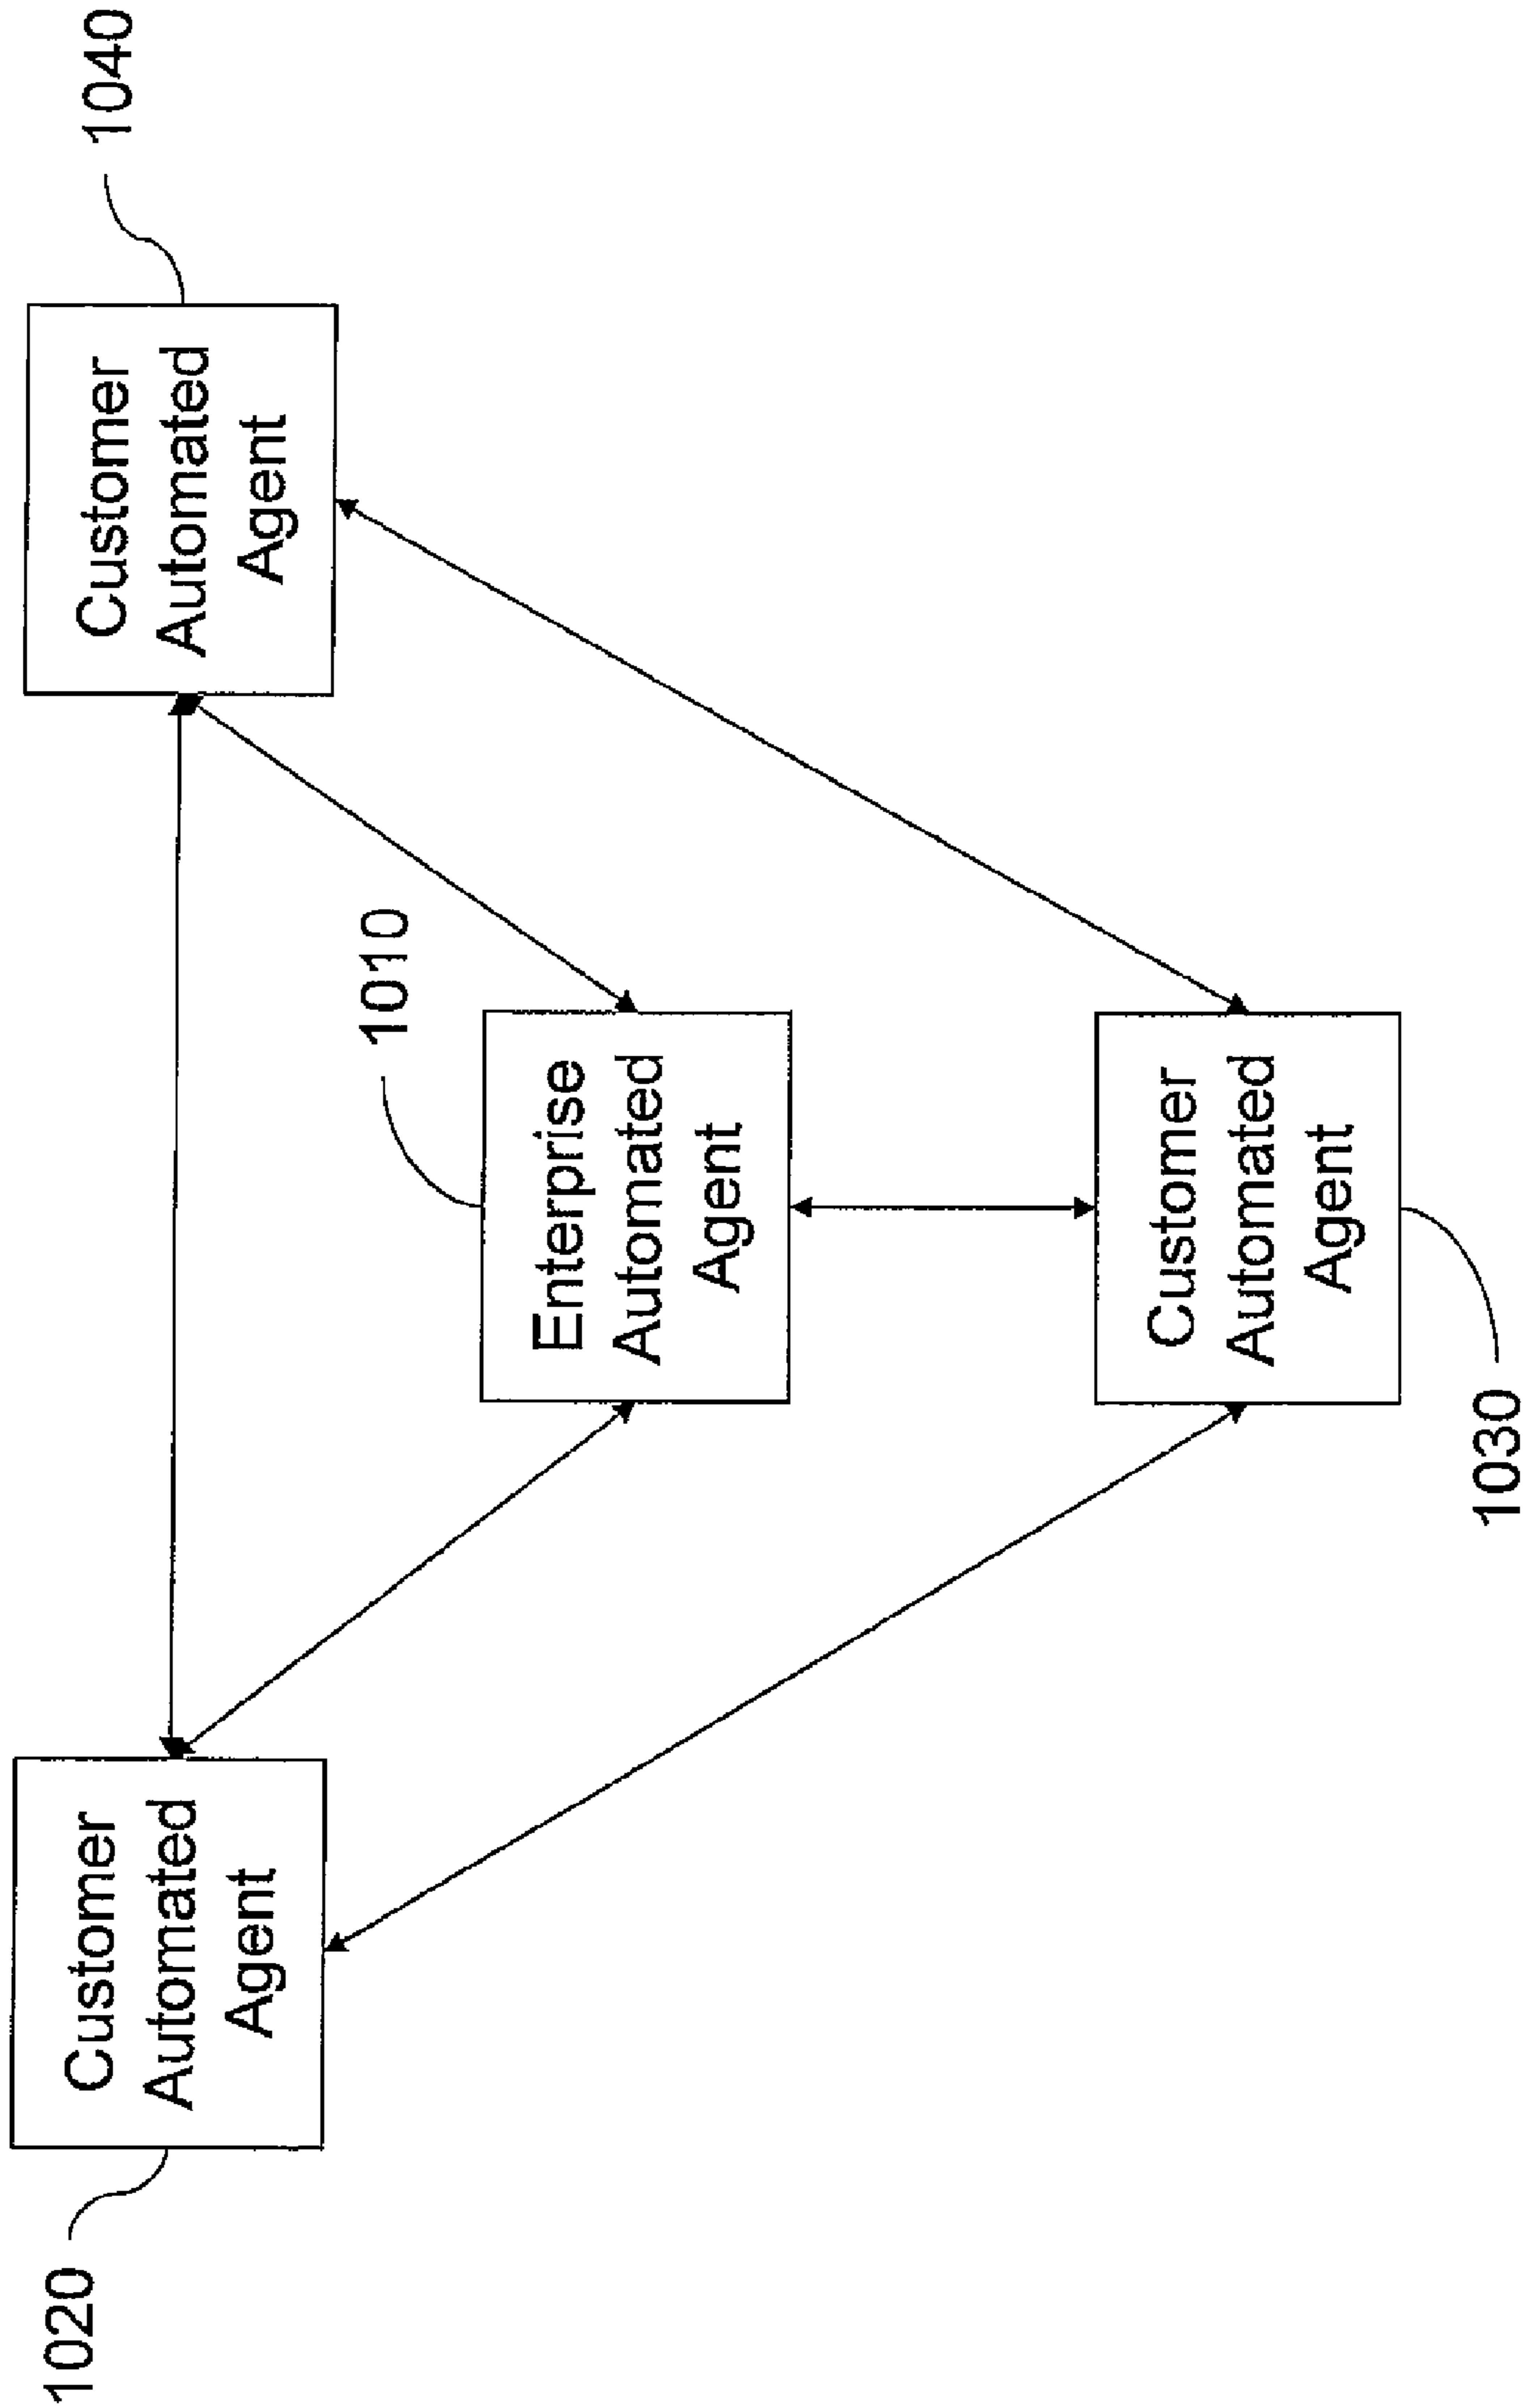 1020
Customer
Automated
Agent
1010
Enterprise
Automated
Agent
1040
Customer
Automated
Agent
Customer
Automated
Agent
1030